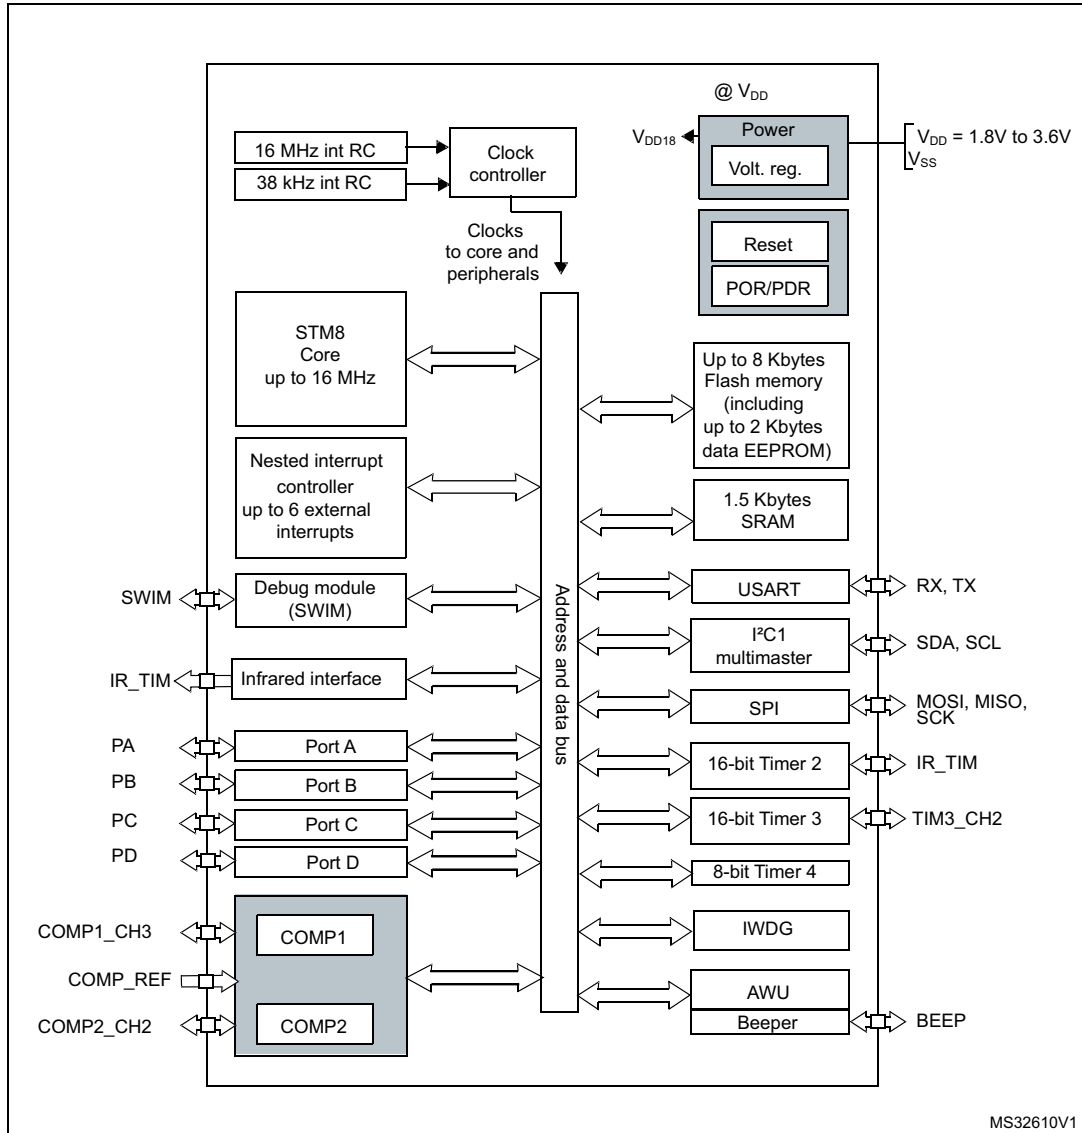 @ VDD
VDD18
Power
Volt. reg.
VDD = 1.8V to 3.6V
VSS
16 MHz int RC
38 kHz int RC
Clock
controller
Clocks
to core and
peripherals
Reset
POR/PDR
STM8
Core
up to 16 MHz
Nested interrupt
controller
up to 6 external
interrupts
SWIM
Debug module
(SWIM)
IR_TIM
Infrared interface
PA
Port A
PB
Port B
PC
Port C
PD
Port D
COMP1_CH3
COMP1
COMP_REF
COMP2_CH2
COMP2
Address and data bus
Up to 8 Kbytes
Flash memory
(including
up to 2 Kbytes
data EEPROM)
1.5 Kbytes
SRAM
USART
RX, TX
I²C1
multimaster
SDA, SCL
SPI
MOSI, MISO,
SCK
16-bit Timer 2
IR_TIM
16-bit Timer 3
TIM3_CH2
8-bit Timer 4
IWDG
AWU
Beeper
BEEP
MS32610V1